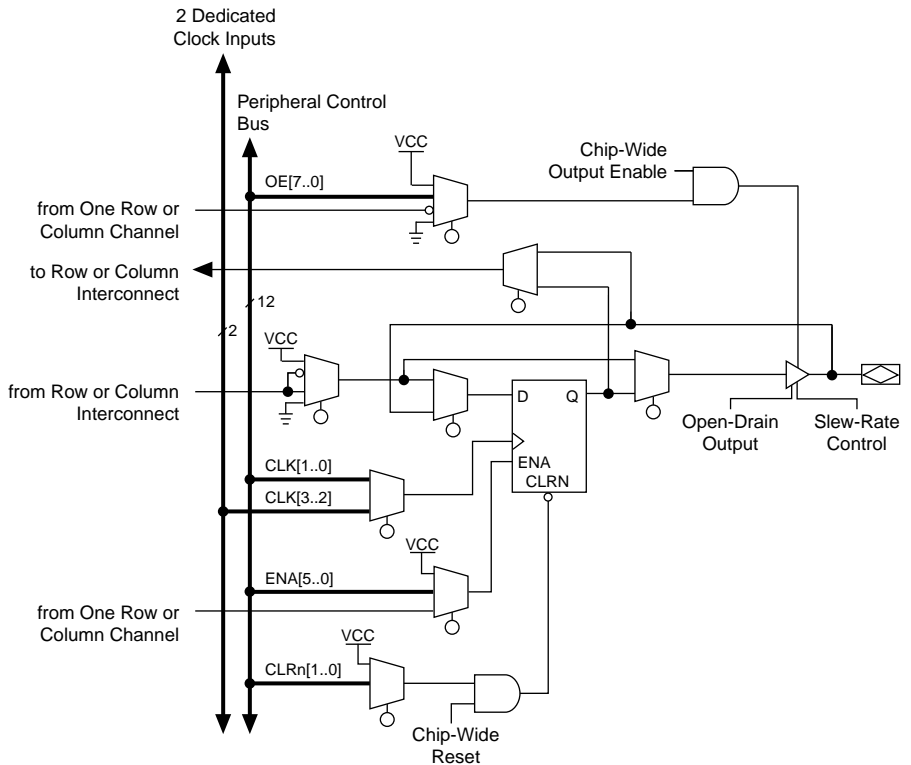 2 Dedicated
Clock Inputs
Peripheral Control
Bus
VCC
Chip-Wide
Output Enable
OE[7..0]
from One Row or
Column Channel
to Row or Column
Interconnect
12
2
VCC
from Row or Column
Interconnect
D
Q
Open-Drain
Output
Slew-Rate
Control
CLK[1..0]
ENA
CLRN
CLK[3..2]
VCC
ENA[5..0]
from One Row or
Column Channel
VCC
CLRn[1..0]
Chip-Wide
Reset